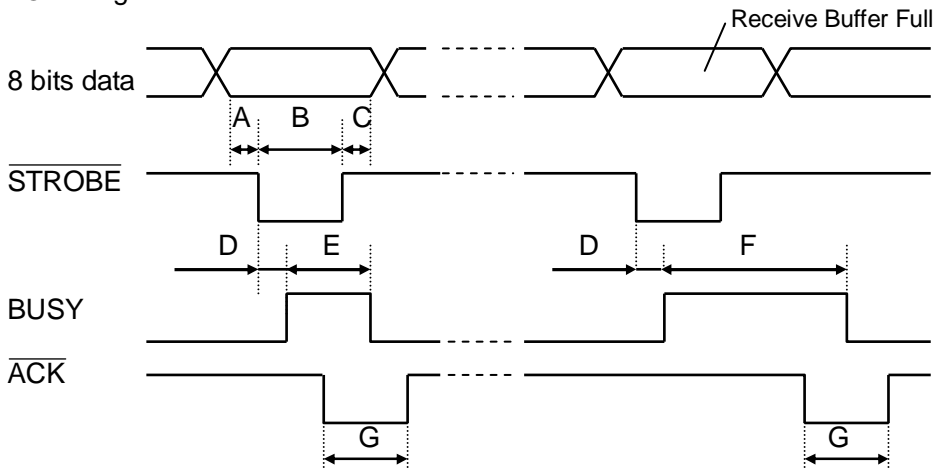 Receive Buffer Full
8 bits data
A B C
STROBE
D E D F
BUSY
ACK
G G